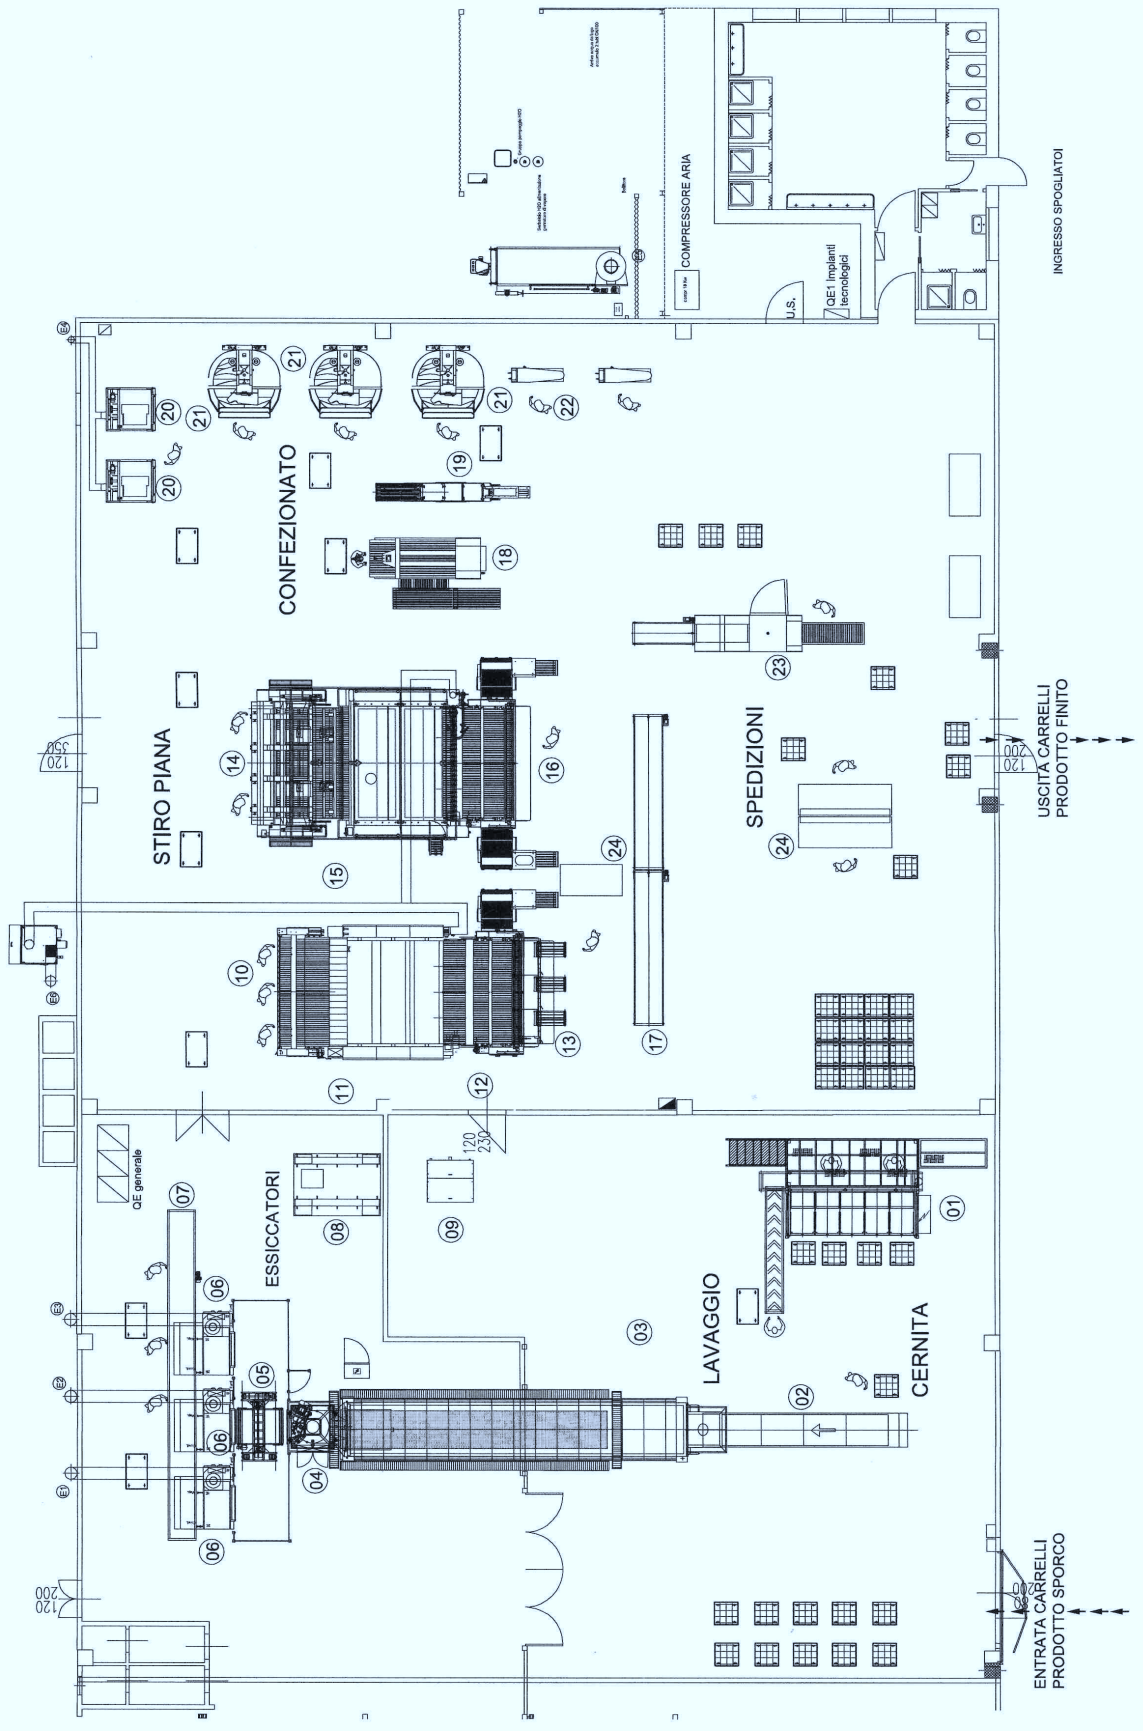 INGRESSO SPOGLIATOI
COMPRESSORE ARIA
QE1 Impianti
tecnologici
U.S.
E4
20
20
21
21
21
22
19
18
CONFEZIONATO
23
STIRO PIANA
14
15
16
24
24
SPEDIZIONI
120
350
USCITA CARRELLI
PRODOTTO FINITO
120
200
E6
10
11
12
13
17
120
230
QE generale
07
ESSICCATORI
08
09
01
E3
E2
E1
06
06
06
05
04
03
LAVAGGIO
CERNITA
02
120
200
ENTRATA CARRELLI
PRODOTTO SPORCO
200